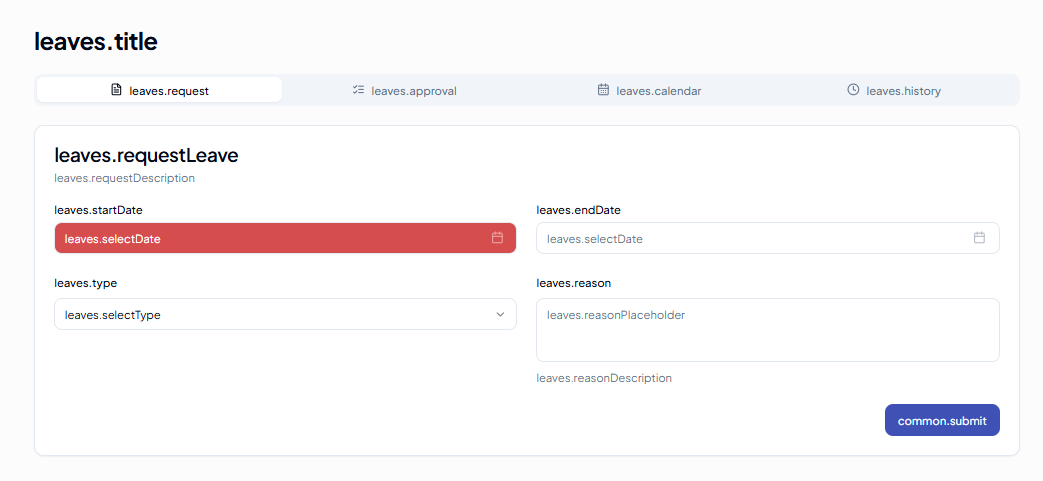 leaves.title
leaves.request
leaves.approval
leaves.calendar
leaves.history
leaves.requestLeave
leaves.requestDescription
leaves.startDate
leaves.endDate
leaves.selectDate
leaves.selectDate
leaves.type
leaves.reason
leaves.selectType
leaves.reasonPlaceholder
leaves.reasonDescription
common.submit